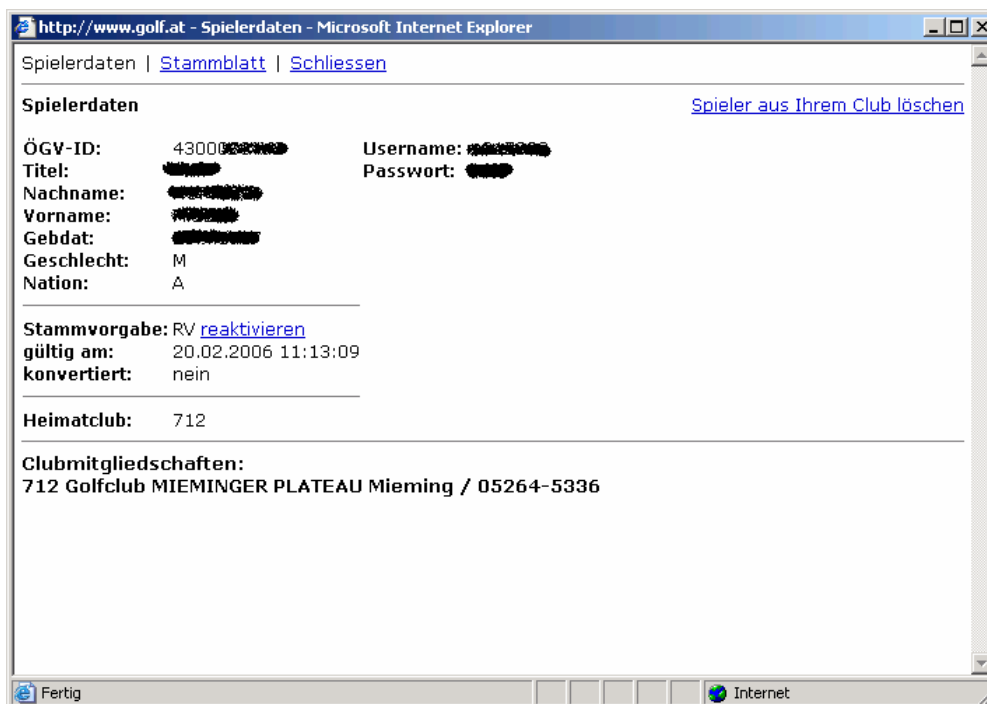 http://www.golf.at - Spielerdaten - Microsoft Internet Explorer
Spielerdaten | Stammblatt | Schliessen
Spielerdaten Spieler aus Ihrem Club löschen
ÖGV-ID: 43000 Username:
Titel: Passwort:
Nachname:
Vorname:
Gebdat:
Geschlecht: M
Nation: A
Stammvorgabe: RV reaktivieren
gültig am: 20.02.2006 11:13:09
konvertiert: nein
Heimatclub: 712
Clubmitgliedschaften:
712 Golfclub MIEMINGER PLATEAU Mieming / 05264-5336
Fertig Internet